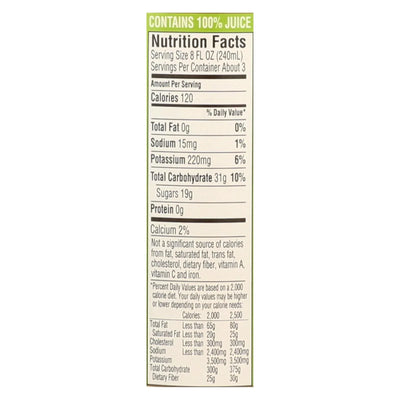 CONTAINS 100% JUICE
Nutrition Facts
Serving Size 8 FL OZ (240mL)
Servings Per Container About 3
Amount Per Serving
Calories 120
% Daily Value*
Total Fat 0g 0%
Sodium 15mg 1%
Potassium 220mg 6%
Total Carbohydrate 31g 10%
Sugars 19g
Protein 0g
Calcium 2%
Not a significant source of calories
from fat, saturated fat, trans fat,
cholesterol, dietary fiber, vitamin A,
vitamin C and iron.
*Percent Daily Values are based on a 2,000
calorie diet. Your daily values may be higher
or lower depending on your calorie needs:
Calories: 2,000 2,500
Total Fat Less than 65g 80g
Saturated Fat Less than 20g 25g
Cholesterol Less than 300mg 300mg
Sodium Less than 2,400mg 2,400mg
Potassium 3,500mg 3,500mg
Total Carbohydrate 300g 375g
Dietary Fiber 25g 30g